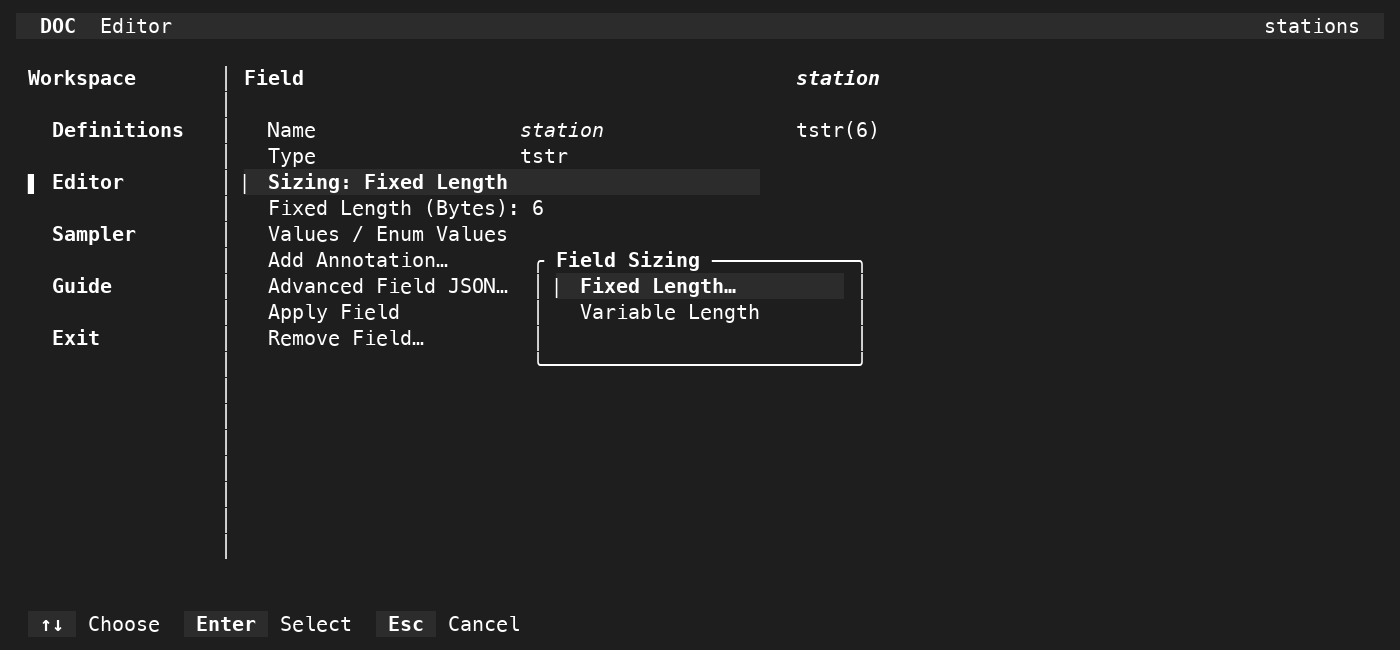 DOC Editor stations
Workspace Field station
Definitions Name station tstr(6)
Type tstr
Editor Sizing: Fixed Length
Fixed Length (Bytes): 6
Sampler Values / Enum Values
Add Annotation… Field Sizing
Guide Advanced Field JSON… Fixed Length…
Apply Field Variable Length
Exit Remove Field…
↑↓ Choose Enter Select Esc Cancel